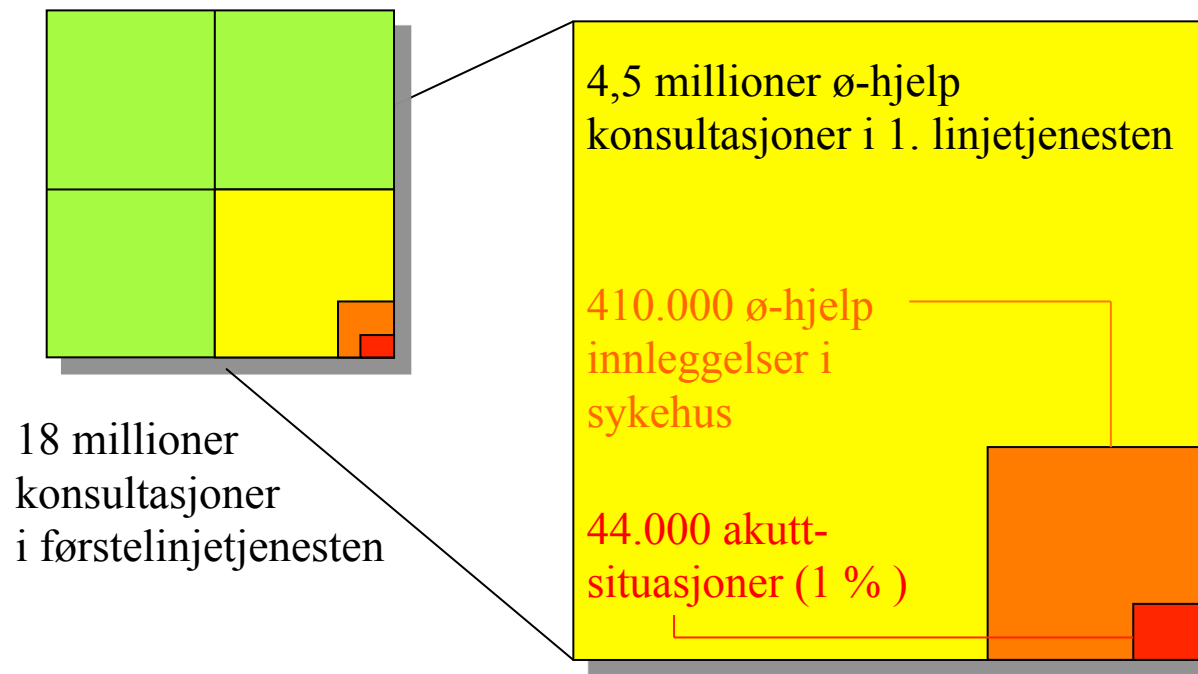 18 millioner
konsultasjoner
i førstelinjetjenesten
4,5 millioner ø-hjelp
konsultasjoner i 1. linjetjenesten
410.000 ø-hjelp
innleggelser i
sykehus
44.000 akutt-
situasjoner (1 % )